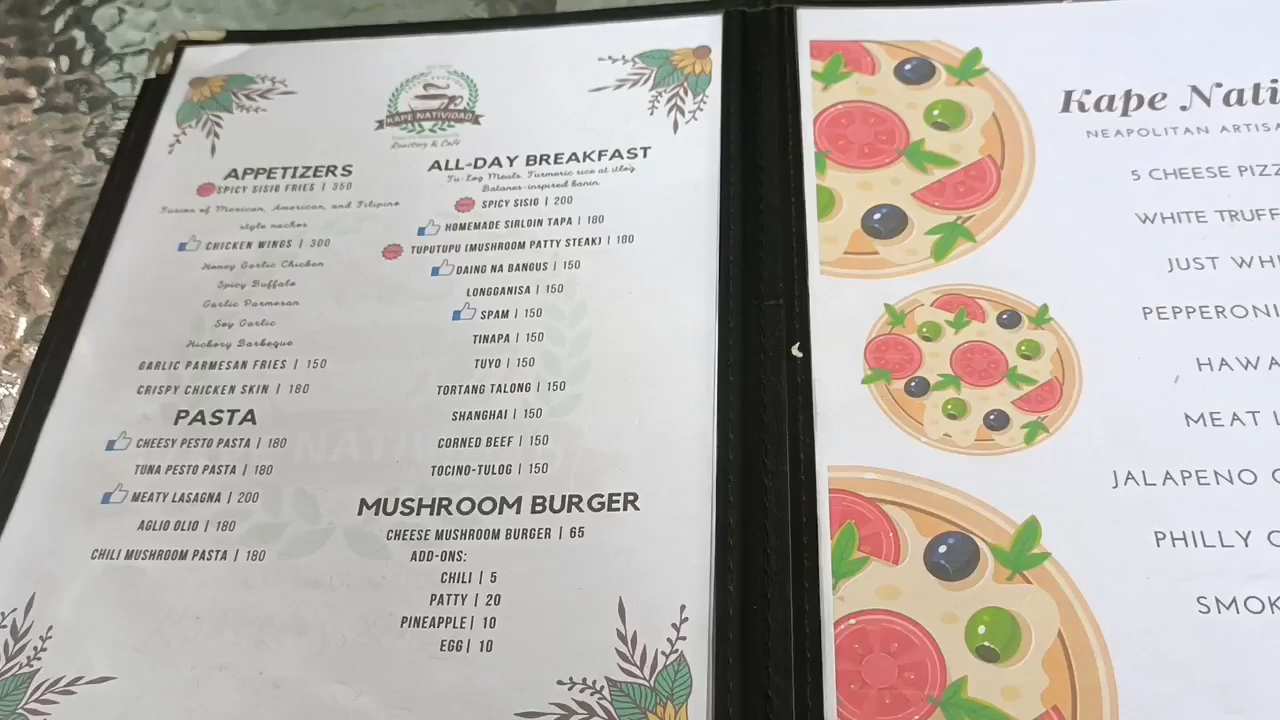 KAPE NATIVIDAD
Roastery & Café
APPETIZERS
SPICY SISIG FRIES | 350
Fusion of Mexican, American, and Filipino
style nachos
CHICKEN WINGS | 300
Honey Garlic Chicken
Spicy Buffalo
Garlic Parmesan
Soy Garlic
Hickory Barbeque
GARLIC PARMESAN FRIES | 150
CRISPY CHICKEN SKIN | 180
PASTA
CHEESY PESTO PASTA | 180
TUNA PESTO PASTA | 180
MEATY LASAGNA | 200
AGLIO OLIO | 180
CHILI MUSHROOM PASTA | 180
ALL-DAY BREAKFAST
Tu-Log Meals. Turmeric rice at itlog.
Batanes-inspired kanin.
SPICY SISIG | 200
HOMEMADE SIRLOIN TAPA | 180
TUPUTUPU (MUSHROOM PATTY STEAK) | 180
DAING NA BANGUS | 150
LONGGANISA | 150
SPAM | 150
TINAPA | 150
TUYO | 150
TORTANG TALONG | 150
SHANGHAI | 150
CORNED BEEF | 150
TOCINO-TULOG | 150
MUSHROOM BURGER
CHEESE MUSHROOM BURGER | 65
ADD-ONS:
CHILI | 5
PATTY | 20
PINEAPPLE | 10
EGG | 10
Kape Nati
NEAPOLITAN ARTISA
5 CHEESE PIZZ
WHITE TRUFF
JUST WHI
PEPPERONI
HAWA
MEAT L
JALAPENO C
PHILLY C
SMOK